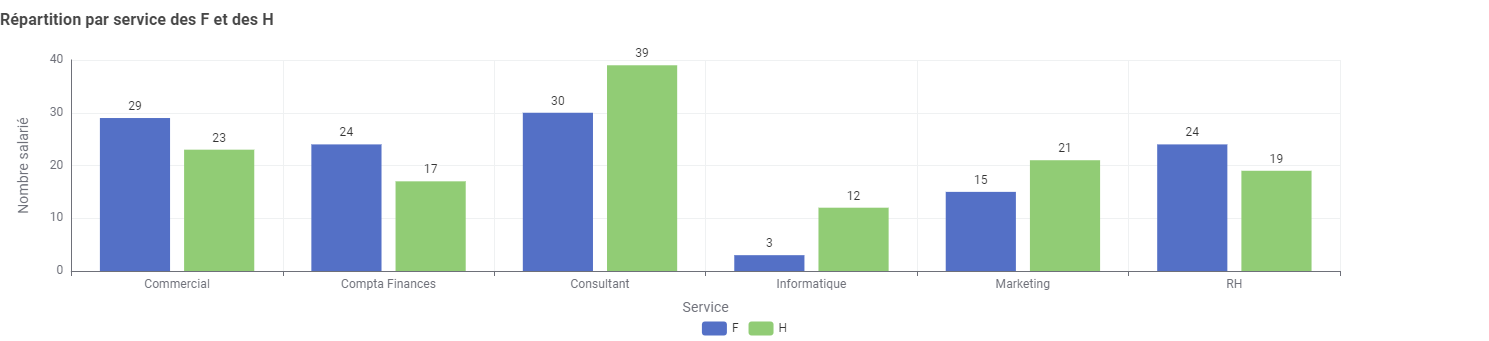 Répartition par service des F et des H
40
30
20
10
0
Nombre salarié
29
23
24
17
30
39
3
12
15
21
24
19
Commercial
Compta Finances
Consultant
Informatique
Marketing
RH
Service
F
H